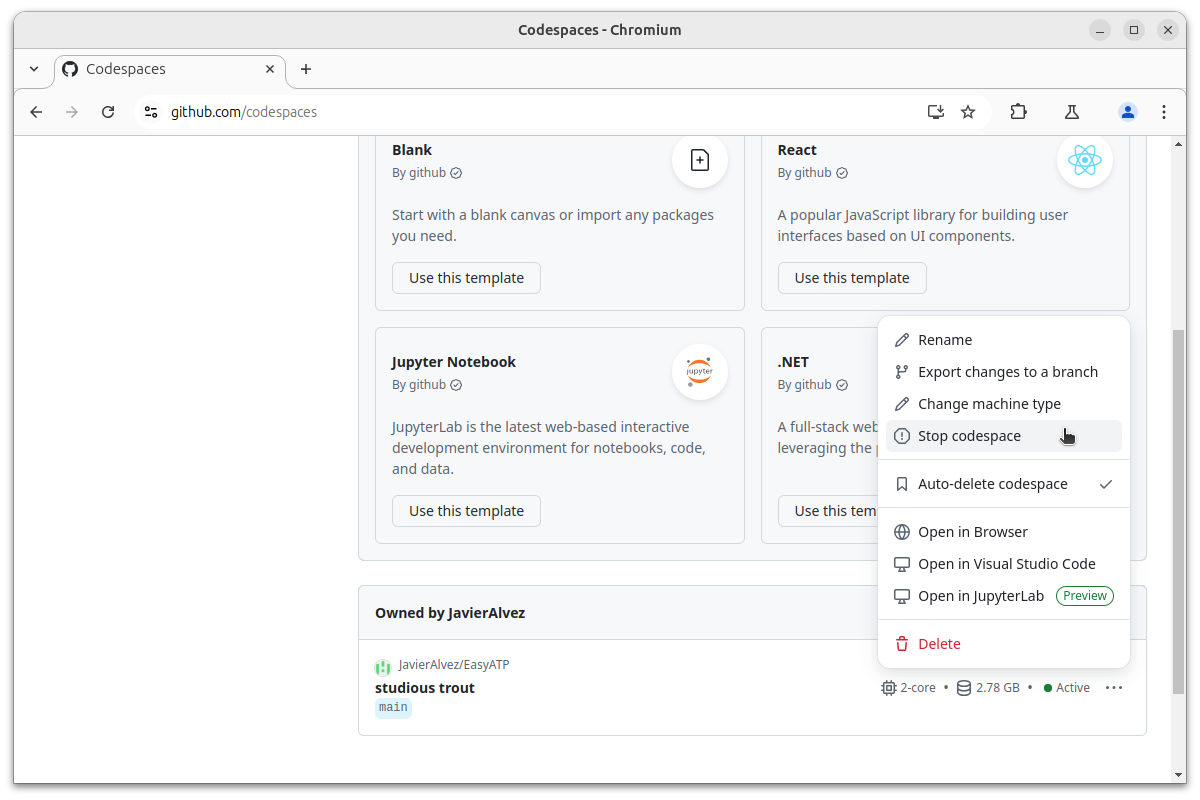 Codespaces - Chromium
Codespaces
github.com/codespaces
Blank
By github
Start with a blank canvas or import any packages
you need.
Use this template
React
By github
A popular JavaScript library for building user
interfaces based on UI components.
Use this template
Jupyter Notebook
By github
jupyter
JupyterLab is the latest web-based interactive
development environment for notebooks, code,
and data.
Use this template
.NET
By github
A full-stack web
leveraging the
Use this tem
Rename
Export changes to a branch
Change machine type
Stop codespace
Auto-delete codespace
Open in Browser
Open in Visual Studio Code
Open in JupyterLab Preview
Delete
Owned by JavierAlvez
JavierAlvez/EasyATP
studious trout
main
2-core • 2.78 GB • Active